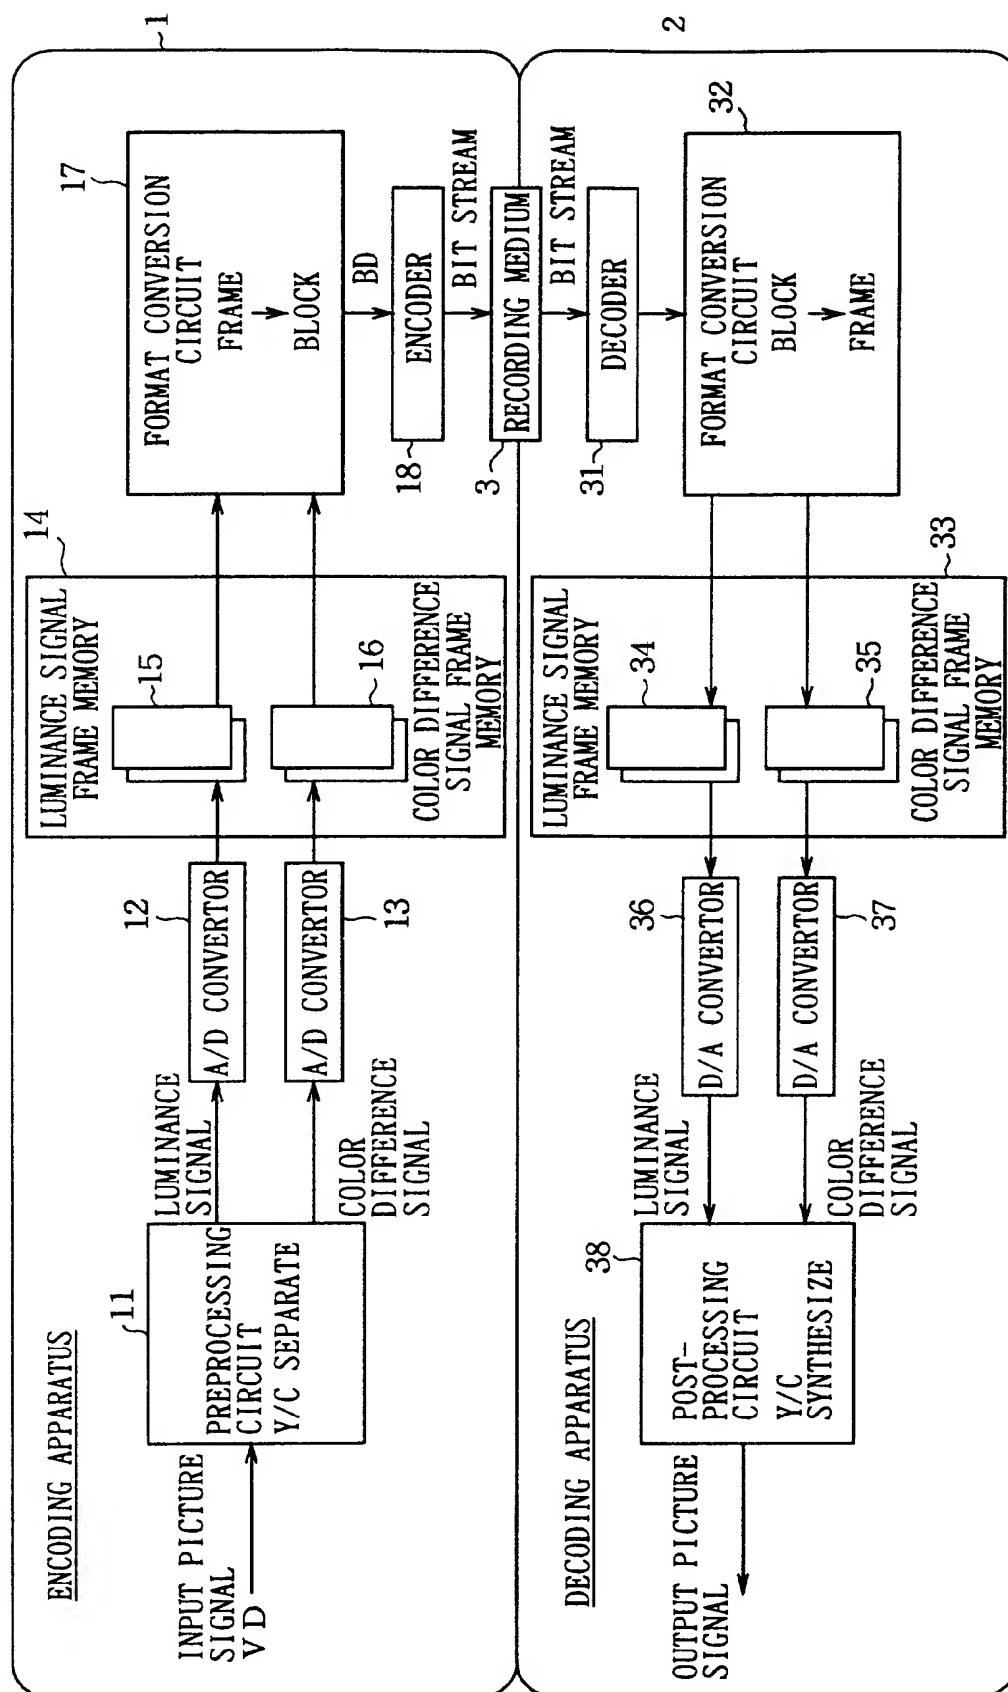 1
ENCODING APPARATUS
INPUT PICTURE
SIGNAL
VD
11
PREPROCESSING
CIRCUIT
Y/C SEPARATE
LUMINANCE
SIGNAL
COLOR
DIFFERENCE
SIGNAL
12
A/D CONVERTOR
A/D CONVERTOR
13
14
LUMINANCE SIGNAL
FRAME MEMORY
15
16
COLOR DIFFERENCE
SIGNAL FRAME
MEMORY
17
FORMAT CONVERSION
CIRCUIT
FRAME
BLOCK
BD
18
ENCODER
BIT STREAM
3
RECORDING MEDIUM
BIT STREAM
31
DECODER
2
DECODING APPARATUS
32
FORMAT CONVERSION
CIRCUIT
BLOCK
FRAME
33
LUMINANCE SIGNAL
FRAME MEMORY
34
35
COLOR DIFFERENCE
SIGNAL FRAME
MEMORY
36
D/A CONVERTOR
D/A CONVERTOR
37
LUMINANCE
SIGNAL
COLOR
DIFFERENCE
SIGNAL
38
POST-
PROCESSING
CIRCUIT
Y/C
SYNTHESIZE
OUTPUT PICTURE
SIGNAL